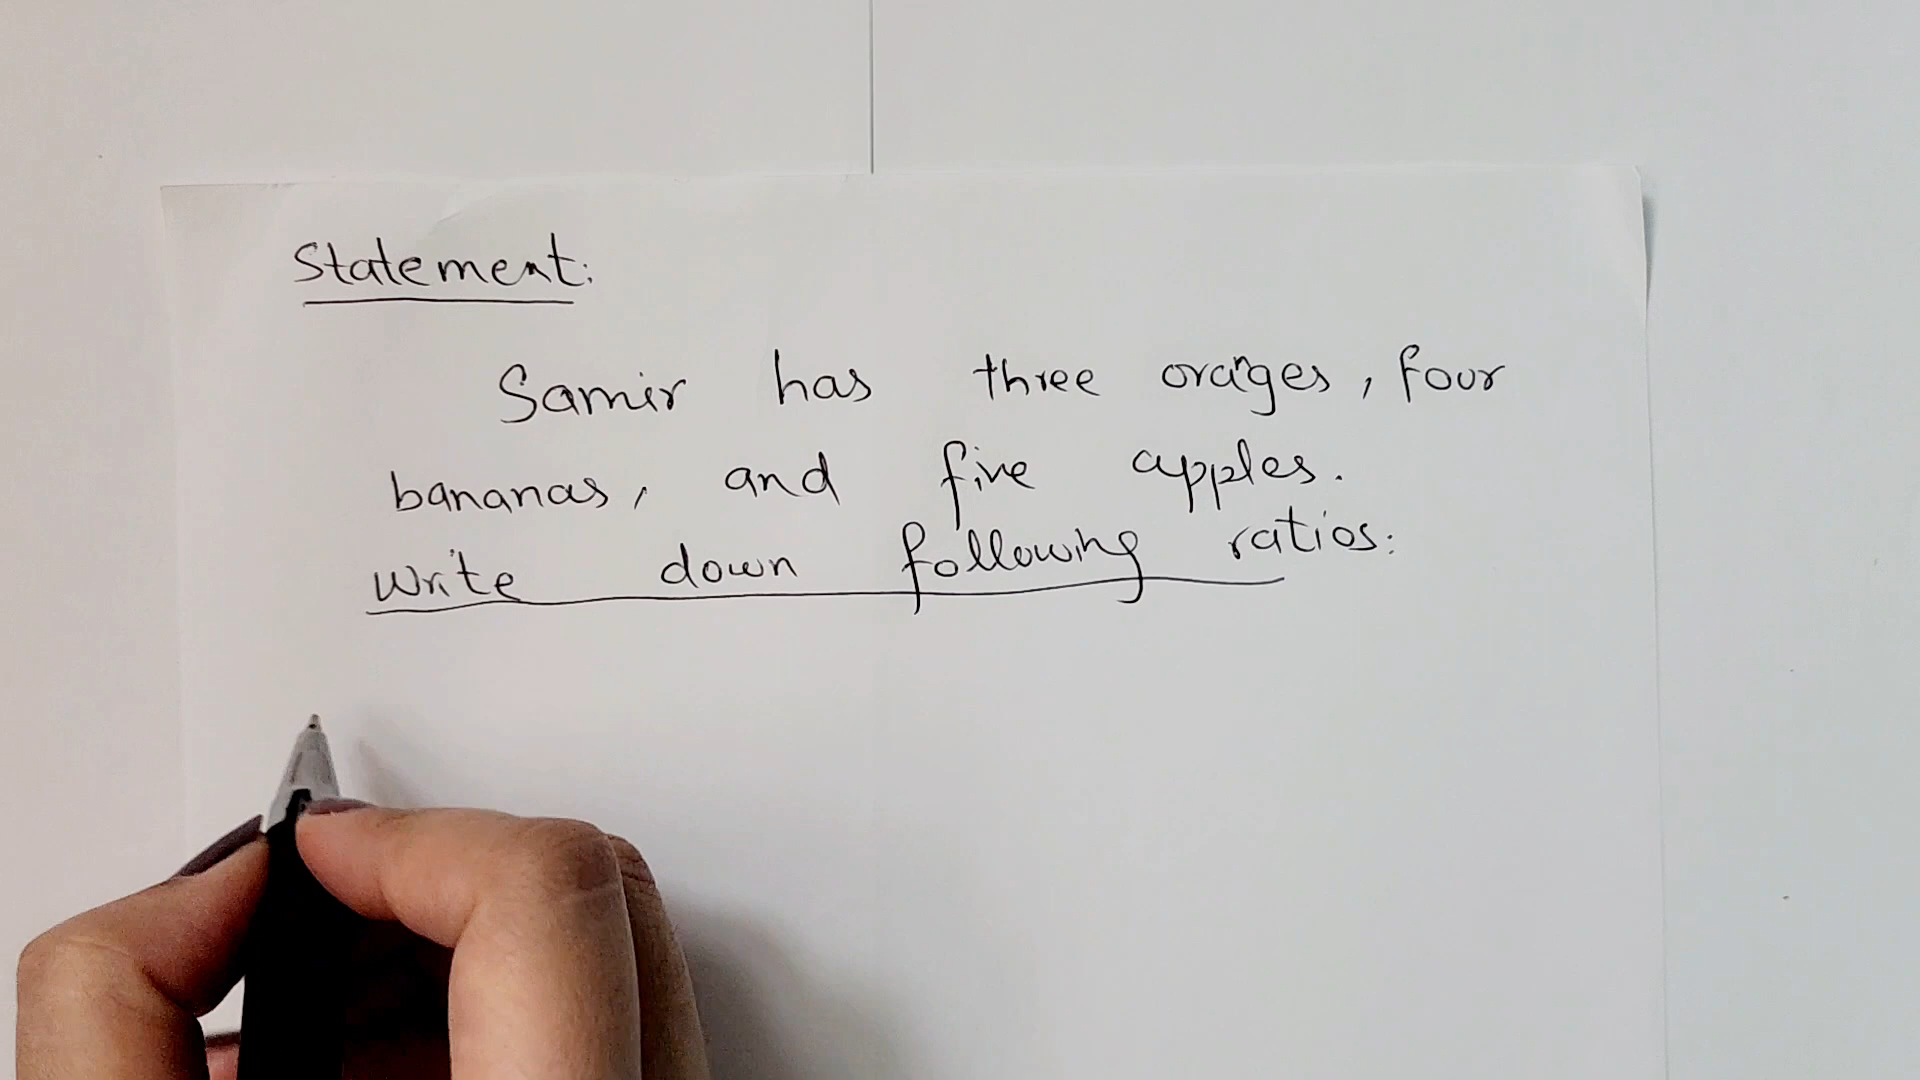 Statement:
Samir has three oranges, four
bananas, and five apples.
Write down following ratios: